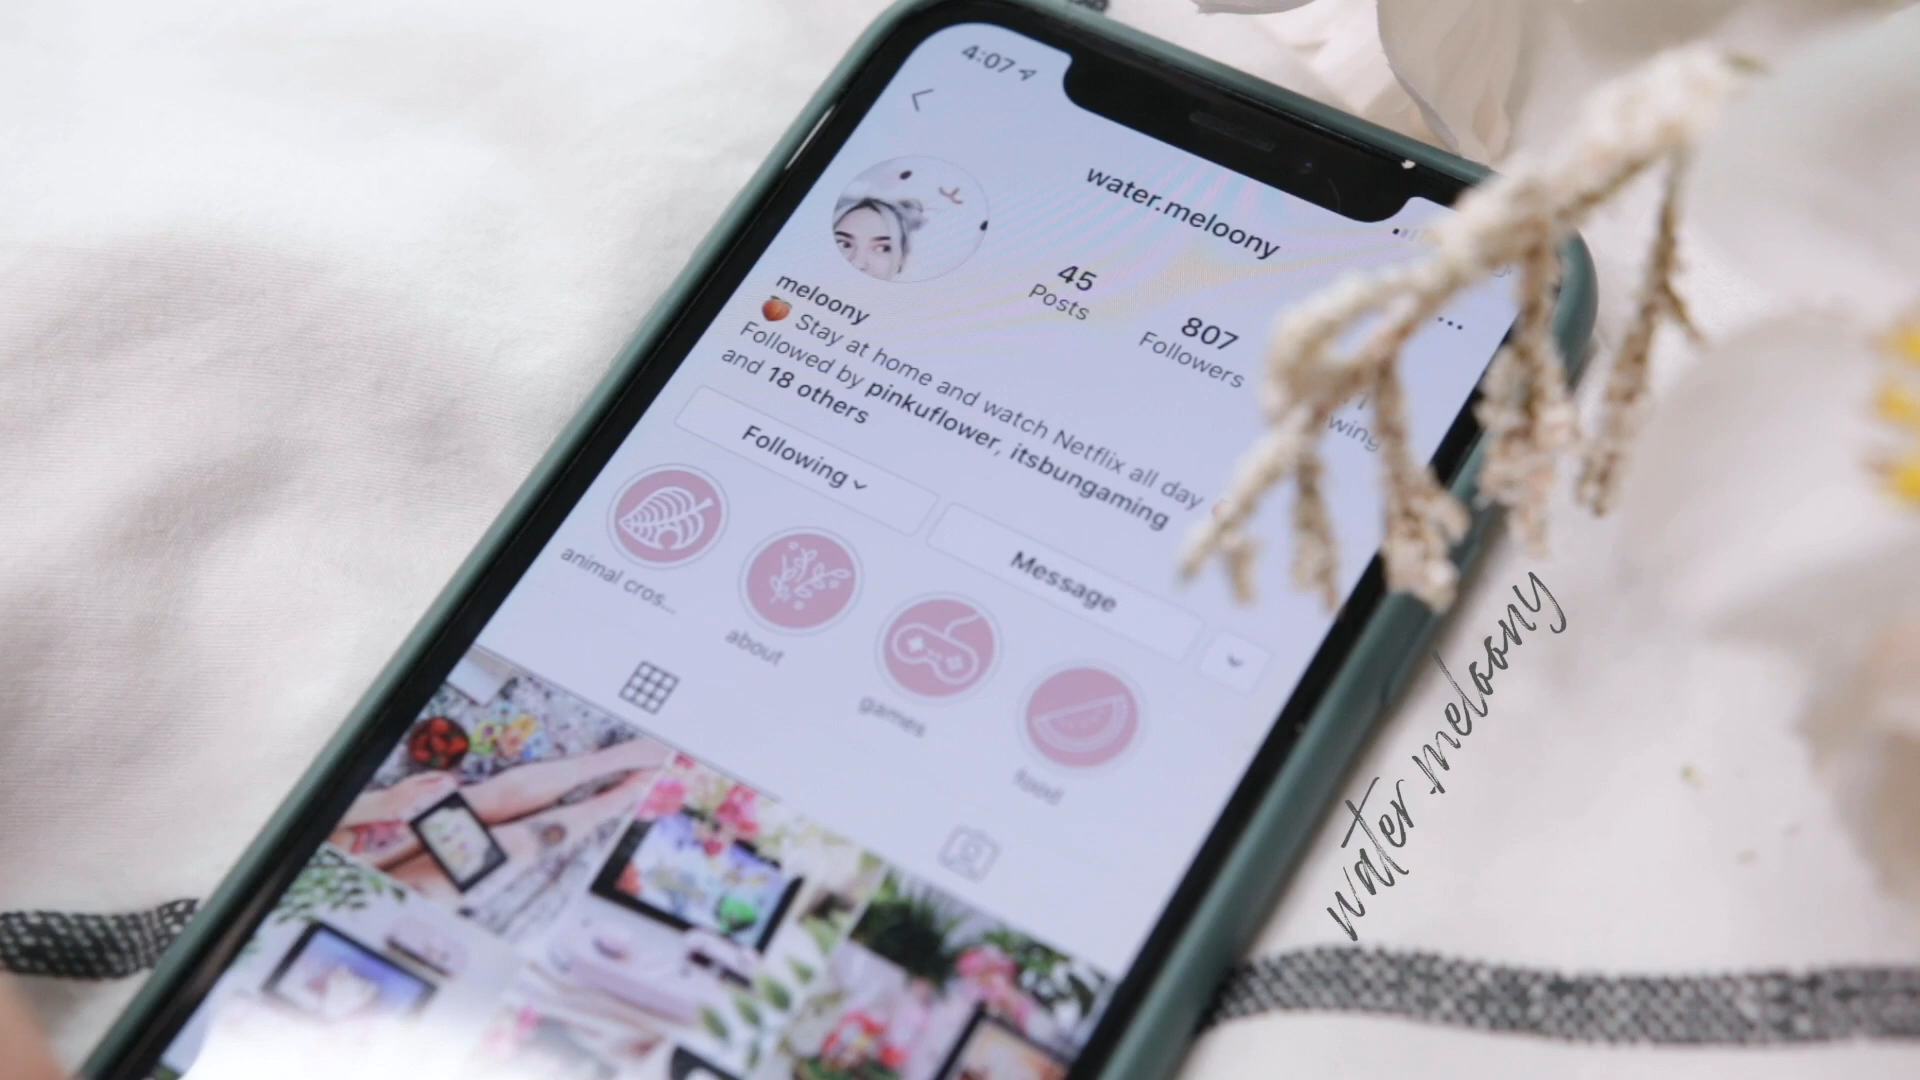 4:07
water.meloony
45
Posts
807
Followers
meloony
🍑 Stay at home and watch Netflix all day
Followed by pinkuflower, itsbungaming
and 18 others
Following
Message
animal cros...
about
games
food
water.meloony